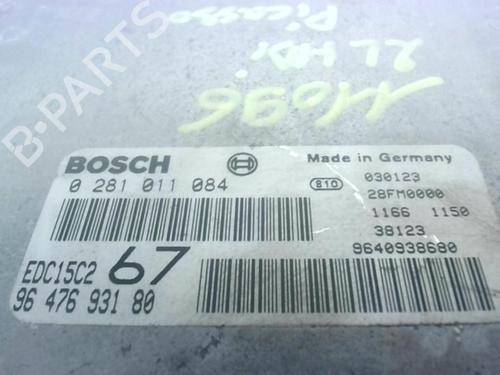 Picasso
2L HDi
11096
B-PARTS
BOSCH
Made in Germany
0 281 011 084
810
030123
28FM0000
1166 1150
38123
9640938680
EDC15C2 67
96 476 931 80